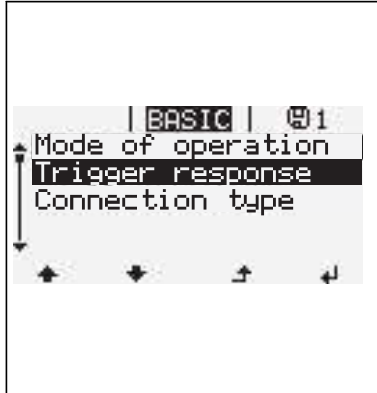 | BASIC | 1
Mode of operation
Trigger response
Connection type